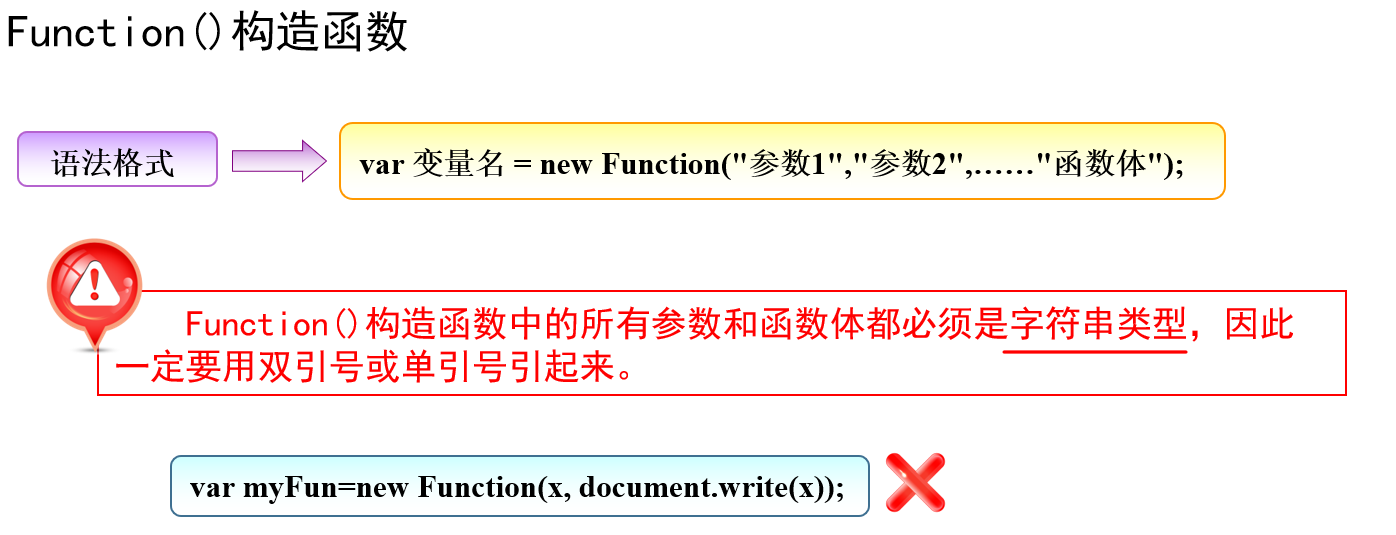 Function()构造函数
语法格式
var 变量名 = new Function("参数1","参数2",……"函数体");
Function()构造函数中的所有参数和函数体都必须是字符串类型，因此
一定要用双引号或单引号引起来。
var myFun=new Function(x, document.write(x));